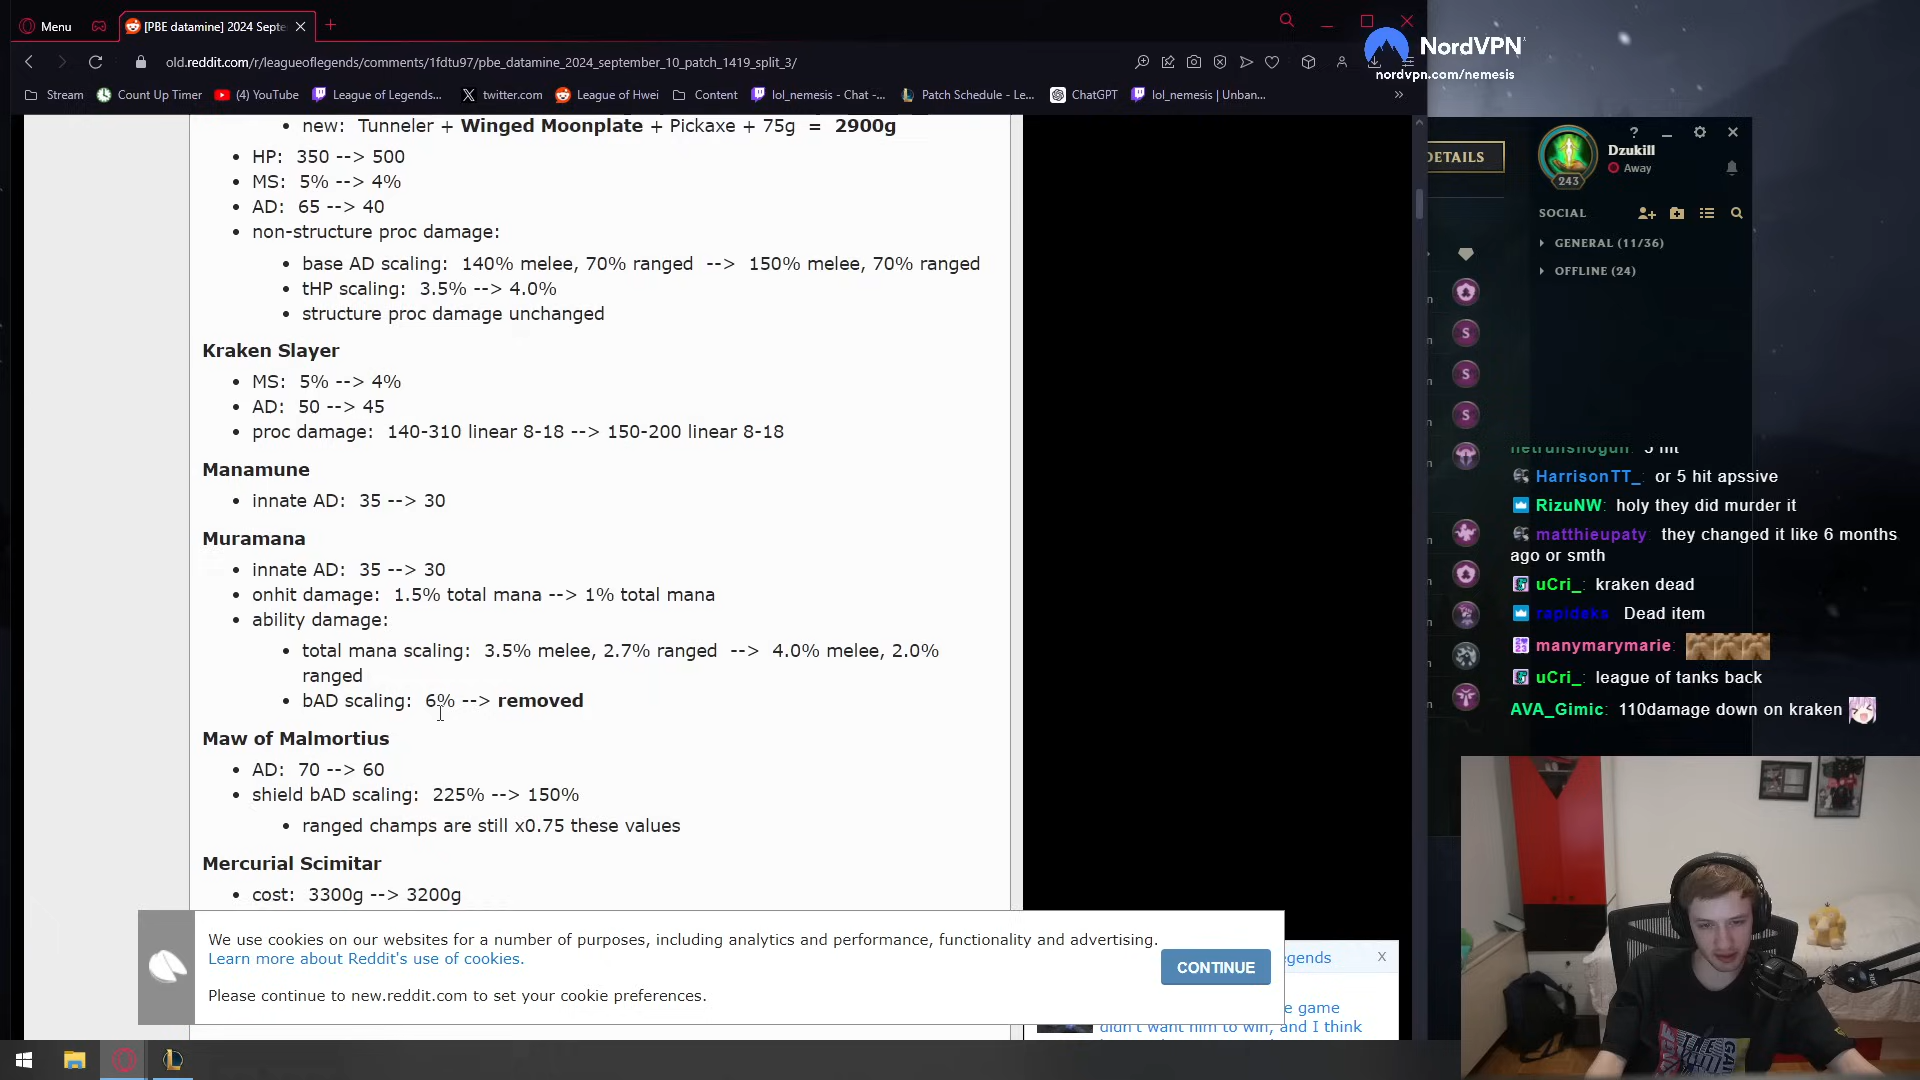 Menu
[PBE datamine] 2024 Septe
NordVPN
nordvpn.com/nemesis
old.reddit.com/r/leagueoflegends/comments/1fdtu97/pbe_datamine_2024_september_10_patch_1419_split_3/
Stream
Count Up Timer
(4) YouTube
League of Legends...
twitter.com
League of Hwei
Content
lol_nemesis - Chat -...
Patch Schedule - Le...
ChatGPT
lol_nemesis | Unban...
»
• new: Tunneler + Winged Moonplate + Pickaxe + 75g = 2900g
• HP: 350 --> 500
• MS: 5% --> 4%
• AD: 65 --> 40
• non-structure proc damage:
• base AD scaling: 140% melee, 70% ranged --> 150% melee, 70% ranged
• tHP scaling: 3.5% --> 4.0%
• structure proc damage unchanged
Kraken Slayer
• MS: 5% --> 4%
• AD: 50 --> 45
• proc damage: 140-310 linear 8-18 --> 150-200 linear 8-18
Manamune
• innate AD: 35 --> 30
Muramana
• innate AD: 35 --> 30
• onhit damage: 1.5% total mana --> 1% total mana
• ability damage:
• total mana scaling: 3.5% melee, 2.7% ranged --> 4.0% melee, 2.0%
ranged
• bAD scaling: 6% --> removed
Maw of Malmortius
• AD: 70 --> 60
• shield bAD scaling: 225% --> 150%
• ranged champs are still x0.75 these values
Mercurial Scimitar
• cost: 3300g --> 3200g
We use cookies on our websites for a number of purposes, including analytics and performance, functionality and advertising.
Learn more about Reddit's use of cookies.
Please continue to new.reddit.com to set your cookie preferences.
CONTINUE
egends
X
e game
didn't want him to win, and I think
DETAILS
?
Dzukill
Away
243
SOCIAL
GENERAL (11/36)
OFFLINE (24)
S
S
S
5 hit
HarrisonTT_: or 5 hit apssive
RizuNW: holy they did murder it
matthieupaty: they changed it like 6 months
ago or smth
uCri_: kraken dead
rapideks Dead item
manymarymarie:
uCri_: league of tanks back
AVA_Gimic: 110damage down on kraken